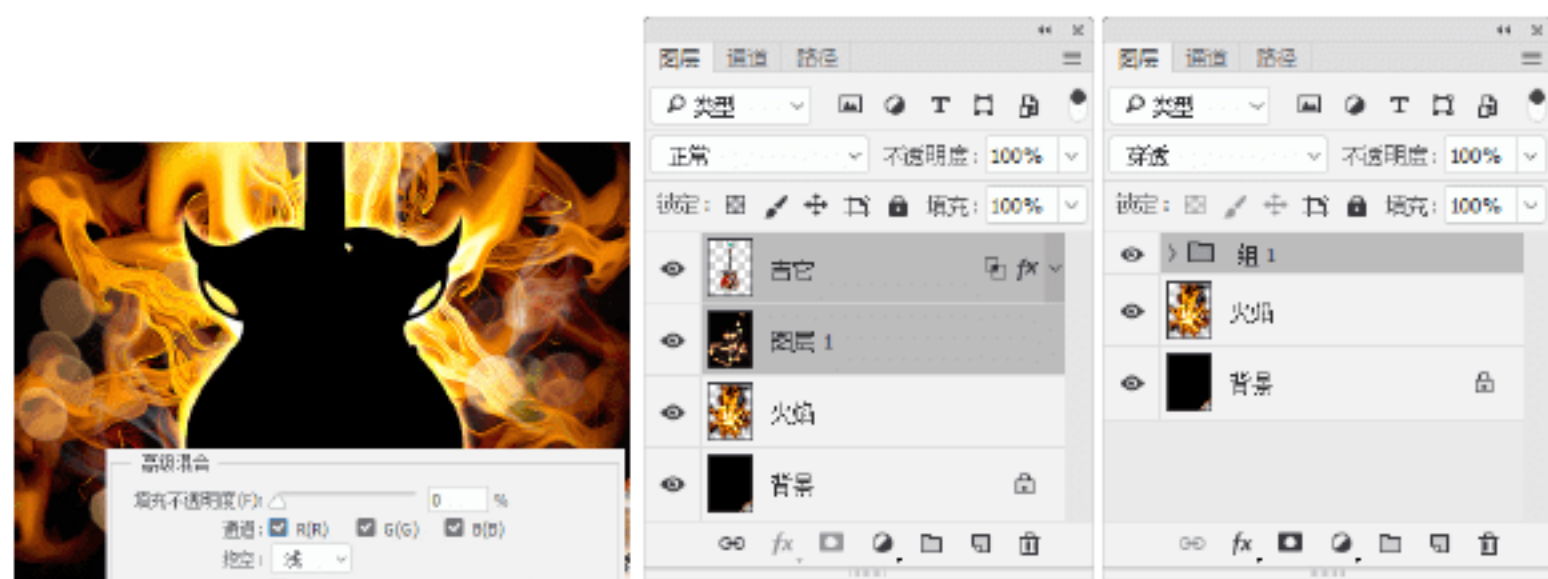 高级混合
填充不透明度(F): 0 %
通道: R(R) G(G) B(B)
挖空: 浅
图层 通道 路径
类型
正常 不透明度: 100%
锁定: 填充: 100%
吉它 fx
图层 1
火焰
背景
fx
图层 通道 路径
类型
穿透 不透明度: 100%
锁定: 填充: 100%
组 1
火焰
背景
fx